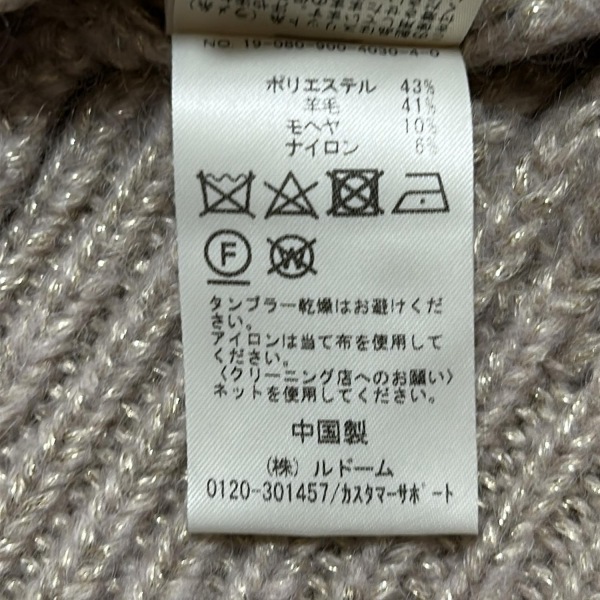 NO. 19-080-900-4030-4-0
ポリエステル 43%
羊毛 41%
モヘヤ 10%
ナイロン 6%
F
W
タンブラー乾燥はお避けくだ
さい。
アイロンは当て布を使用して
ください。
〈クリーニング店へのお願い〉
ネットを使用してください。
中国製
(株) ルドーム
0120-301457/カスタマーサポート